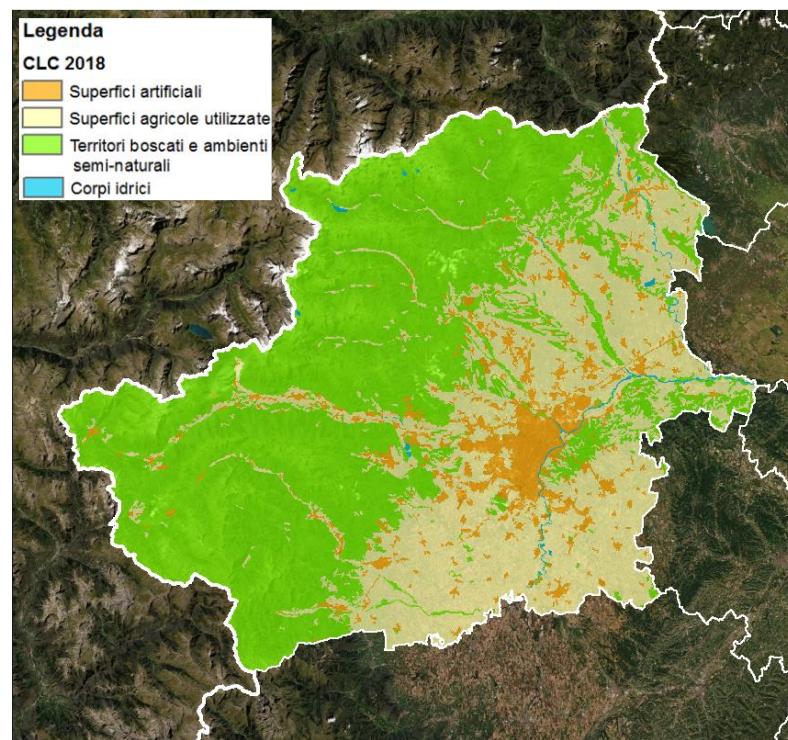 Legenda
CLC 2018
Superfici artificiali
Superfici agricole utilizzate
Territori boscati e ambienti
semi-naturali
Corpi idrici